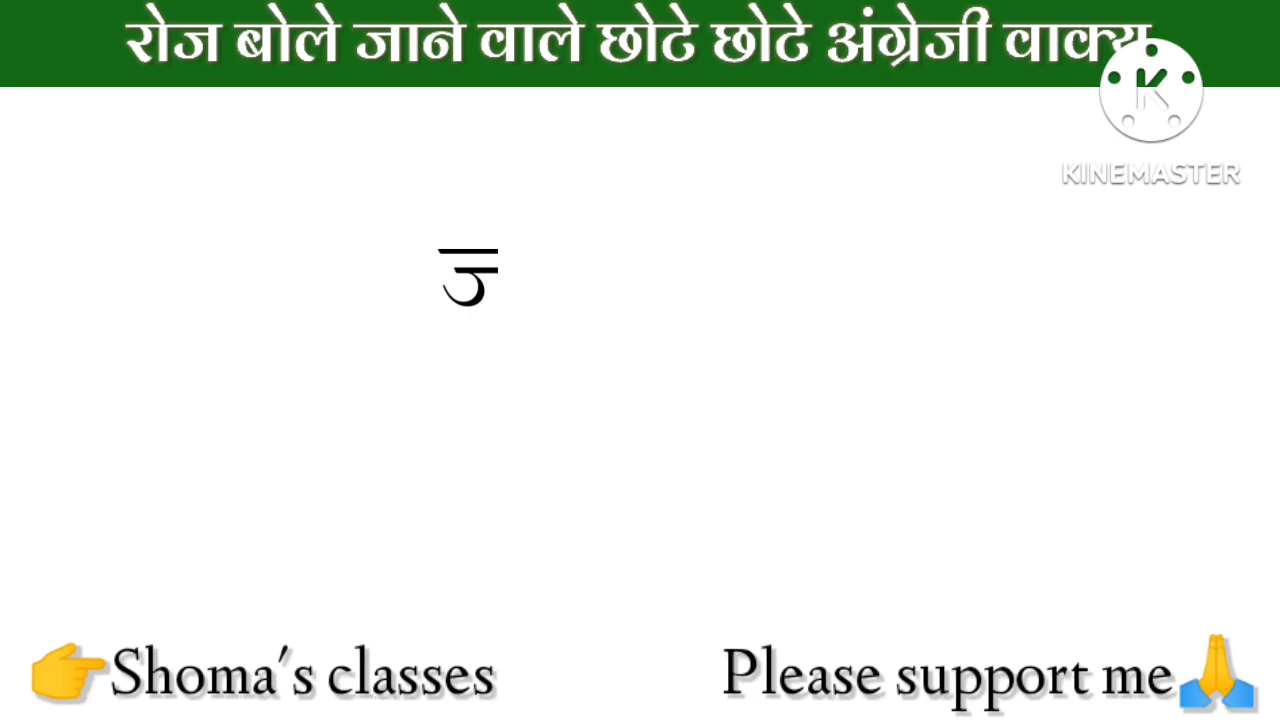 रोज बोले जाने वाले छोटे छोटे अंग्रेजी वाक्य
K
KINEMASTER
👉Shoma's classes
Please support me🙏